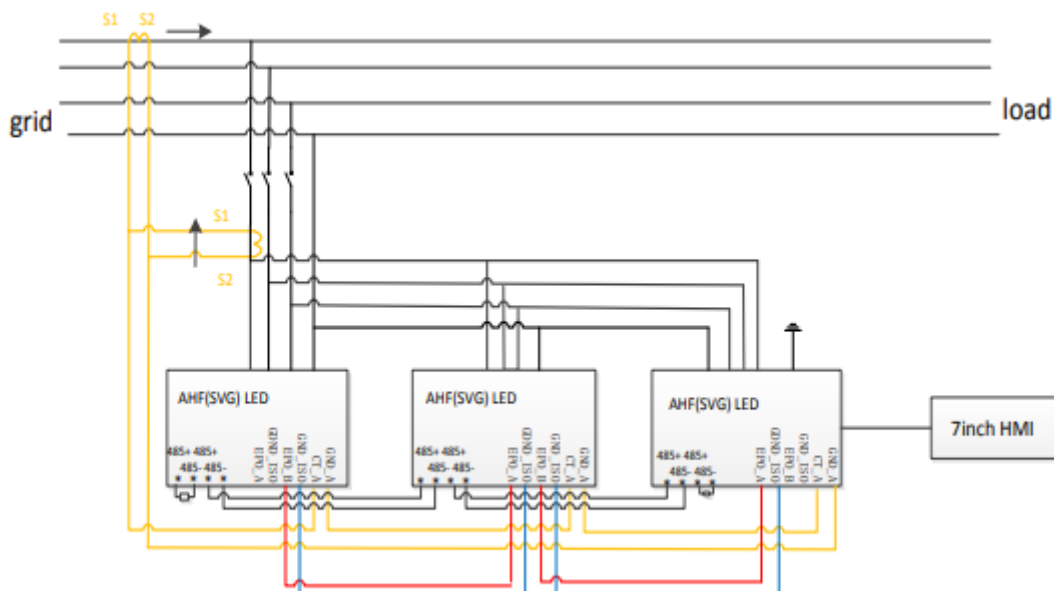 S1 S2
grid
load
S1
S2
AHF(SVG) LED
485+ 485+
485- 485-
EPO_A
GND_ISO
EPO_B
GND_ISO
CT_A
GND_A
AHF(SVG) LED
485+ 485+
485- 485-
EPO_A
GND_ISO
EPO_B
GND_ISO
CT_A
GND_A
AHF(SVG) LED
485+ 485+
485- 485-
EPO_A
GND_ISO
EPO_B
GND_ISO
CT_A
GND_A
7inch HMI